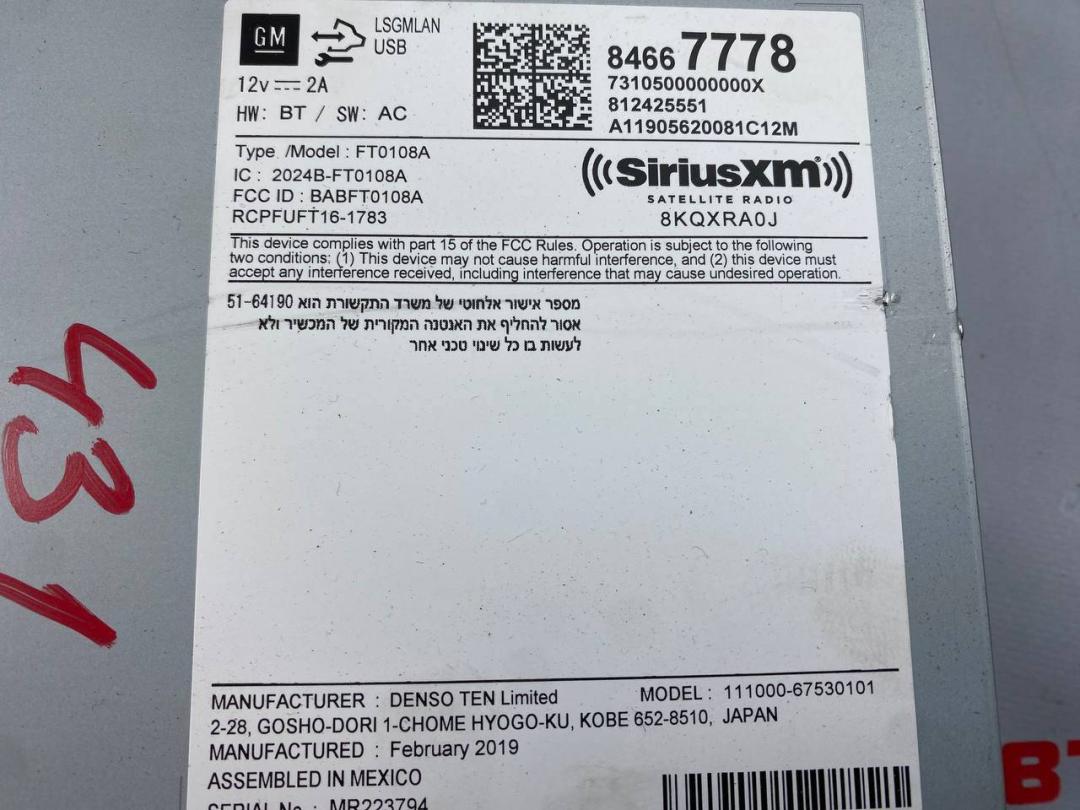 GM
LSGMLAN
USB
12v ⎓ 2A
HW: BT / SW: AC
84667778
7310500000000X
812425551
A11905620081C12M
Type /Model : FT0108A
IC : 2024B-FT0108A
FCC ID : BABFT0108A
RCPFUFT16-1783
SiriusXM
SATELLITE RADIO
8KQXRA0J
This device complies with part 15 of the FCC Rules. Operation is subject to the following
two conditions: (1) This device may not cause harmful interference, and (2) this device must
accept any interference received, including interference that may cause undesired operation.
מספר אישור אלחוטי של משרד התקשורת הוא 51-64190
אסור להחליף את האנטנה המקורית של המכשיר ולא
לעשות בו כל שינוי טכני אחר
431
MANUFACTURER : DENSO TEN Limited
MODEL : 111000-67530101
2-28, GOSHO-DORI 1-CHOME HYOGO-KU, KOBE 652-8510, JAPAN
MANUFACTURED : February 2019
ASSEMBLED IN MEXICO
SERIAL No. : MR223794